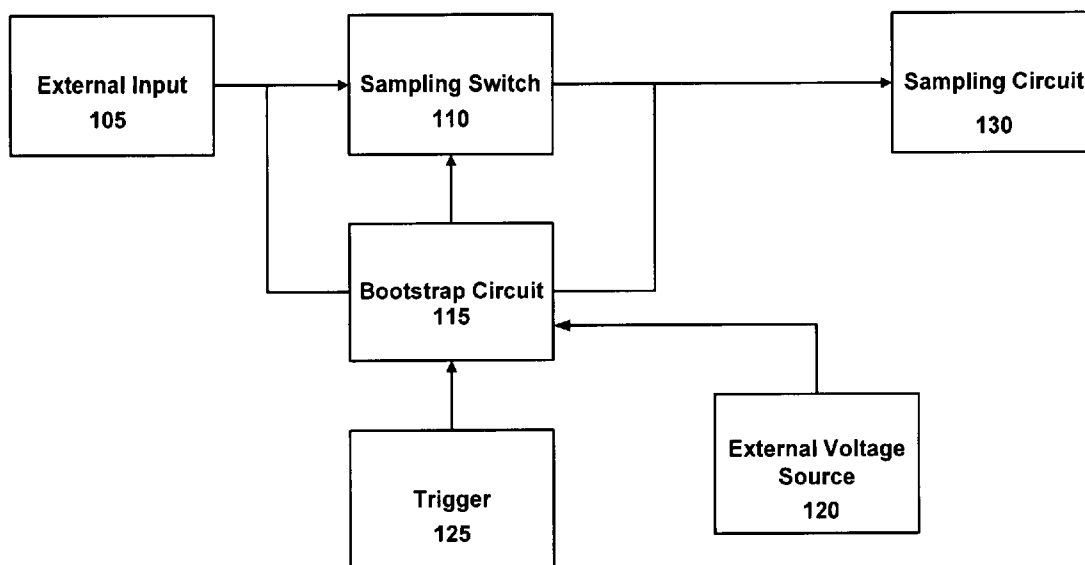 External Input
105
Sampling Switch
110
Sampling Circuit
130
Bootstrap Circuit
115
External Voltage
Source
120
Trigger
125